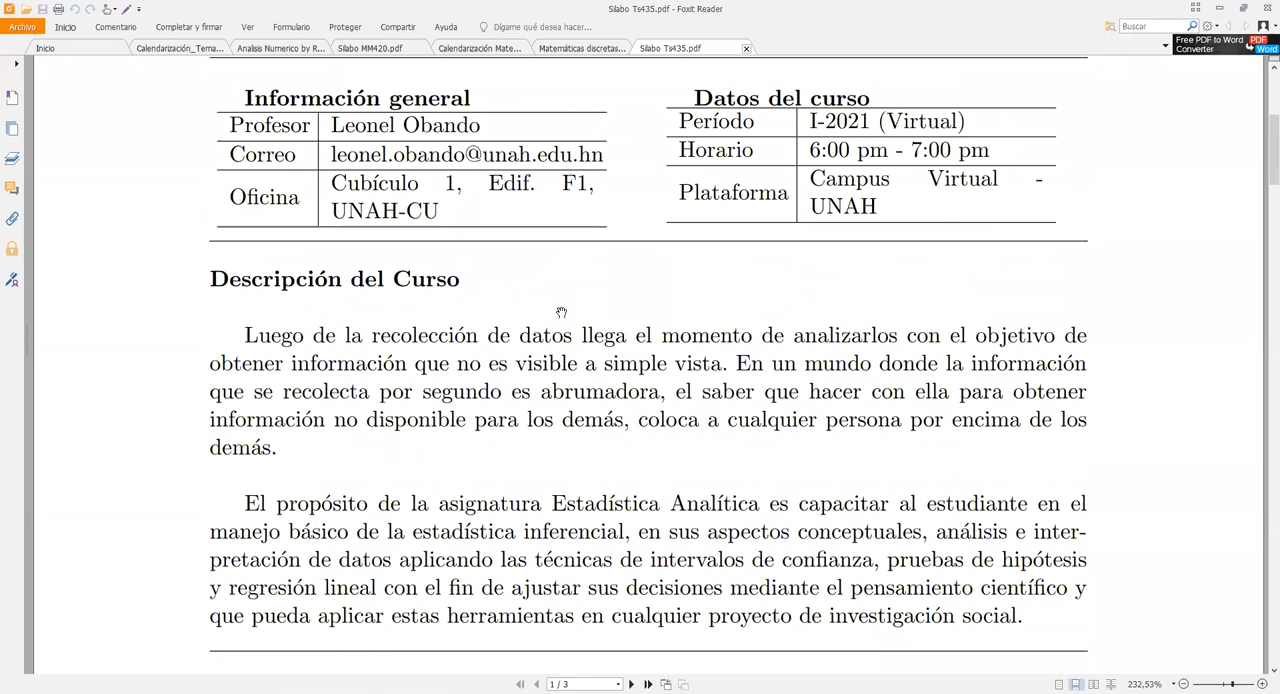 Silabo Ts435.pdf - Foxit Reader
Archivo Inicio Comentario Completar y firmar Ver Formulario Proteger Compartir Ayuda Dígame qué desea hacer... Buscar
Inicio Calendarización_Tema... Analisis Numerico by R... Silabo MM420.pdf Calendarización Mate... Matemáticas discretas... Silabo Ts435.pdf
Free PDF to Word
Converter
PDF
Word
Información general
Profesor Leonel Obando
Correo leonel.obando@unah.edu.hn
Oficina Cubículo 1, Edif. F1,
UNAH-CU
Datos del curso
Período I-2021 (Virtual)
Horario 6:00 pm - 7:00 pm
Plataforma Campus Virtual -
UNAH
Descripción del Curso
Luego de la recolección de datos llega el momento de analizarlos con el objetivo de
obtener información que no es visible a simple vista. En un mundo donde la información
que se recolecta por segundo es abrumadora, el saber que hacer con ella para obtener
información no disponible para los demás, coloca a cualquier persona por encima de los
demás.
El propósito de la asignatura Estadística Analítica es capacitar al estudiante en el
manejo básico de la estadística inferencial, en sus aspectos conceptuales, análisis e inter-
pretación de datos aplicando las técnicas de intervalos de confianza, pruebas de hipótesis
y regresión lineal con el fin de ajustar sus decisiones mediante el pensamiento científico y
que pueda aplicar estas herramientas en cualquier proyecto de investigación social.
1 / 3
232,53%